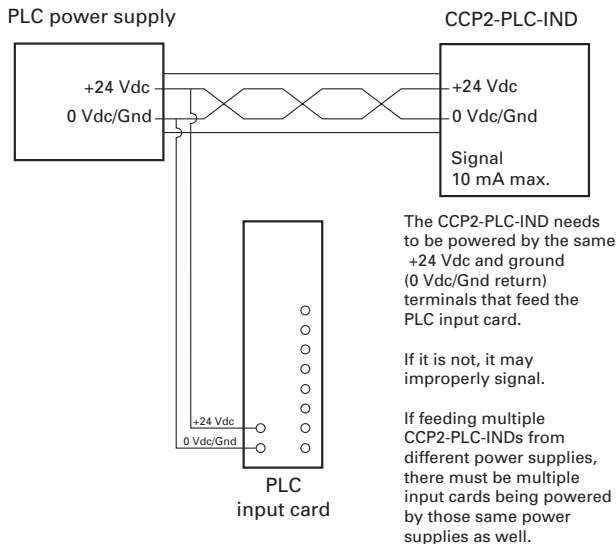 PLC power supply
CCP2-PLC-IND
+24 Vdc
0 Vdc/Gnd
+24 Vdc
0 Vdc/Gnd
Signal
10 mA max.
The CCP2-PLC-IND needs
to be powered by the same
+24 Vdc and ground
(0 Vdc/Gnd return)
terminals that feed the
PLC input card.
If it is not, it may
improperly signal.
If feeding multiple
CCP2-PLC-INDs from
different power supplies,
there must be multiple
input cards being powered
by those same power
supplies as well.
+24 Vdc
0 Vdc/Gnd
PLC
input card